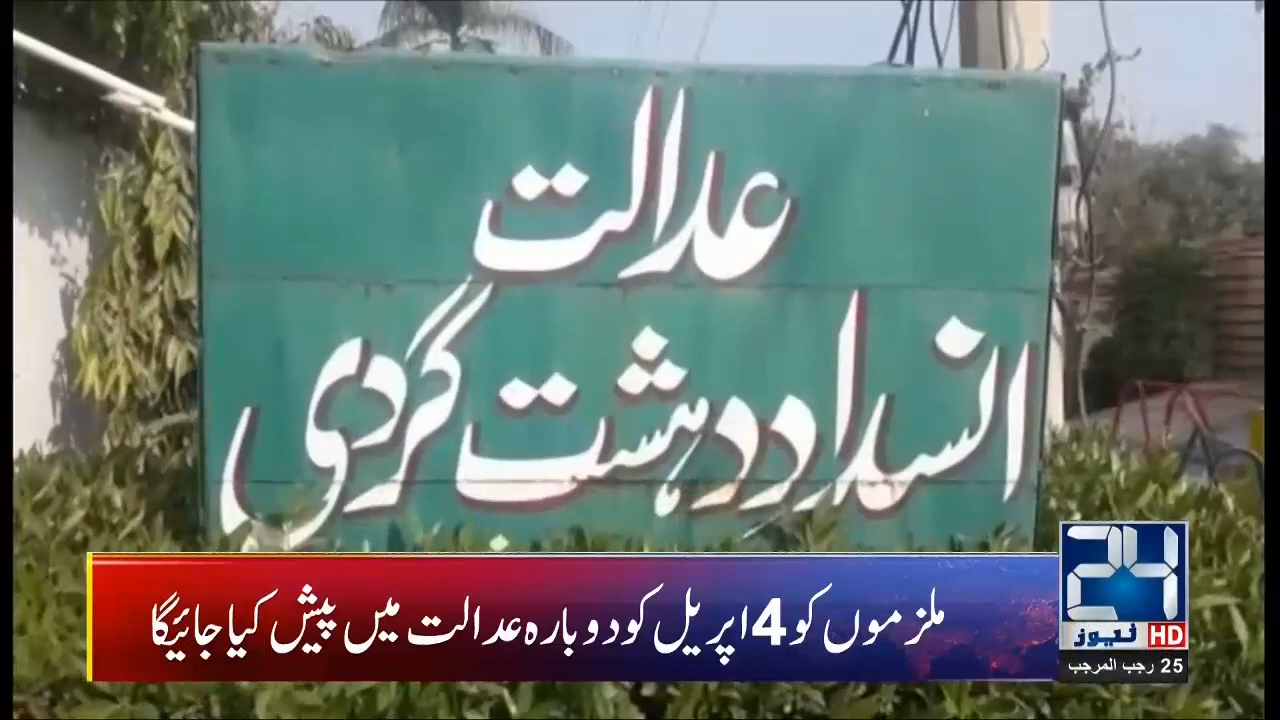 عدالت
انسداد دہشت گردی
ملزموں کو 4 اپریل کو دوبارہ عدالت میں پیش کیا جائیگا
24
نیوز HD
25 رجب المرجب